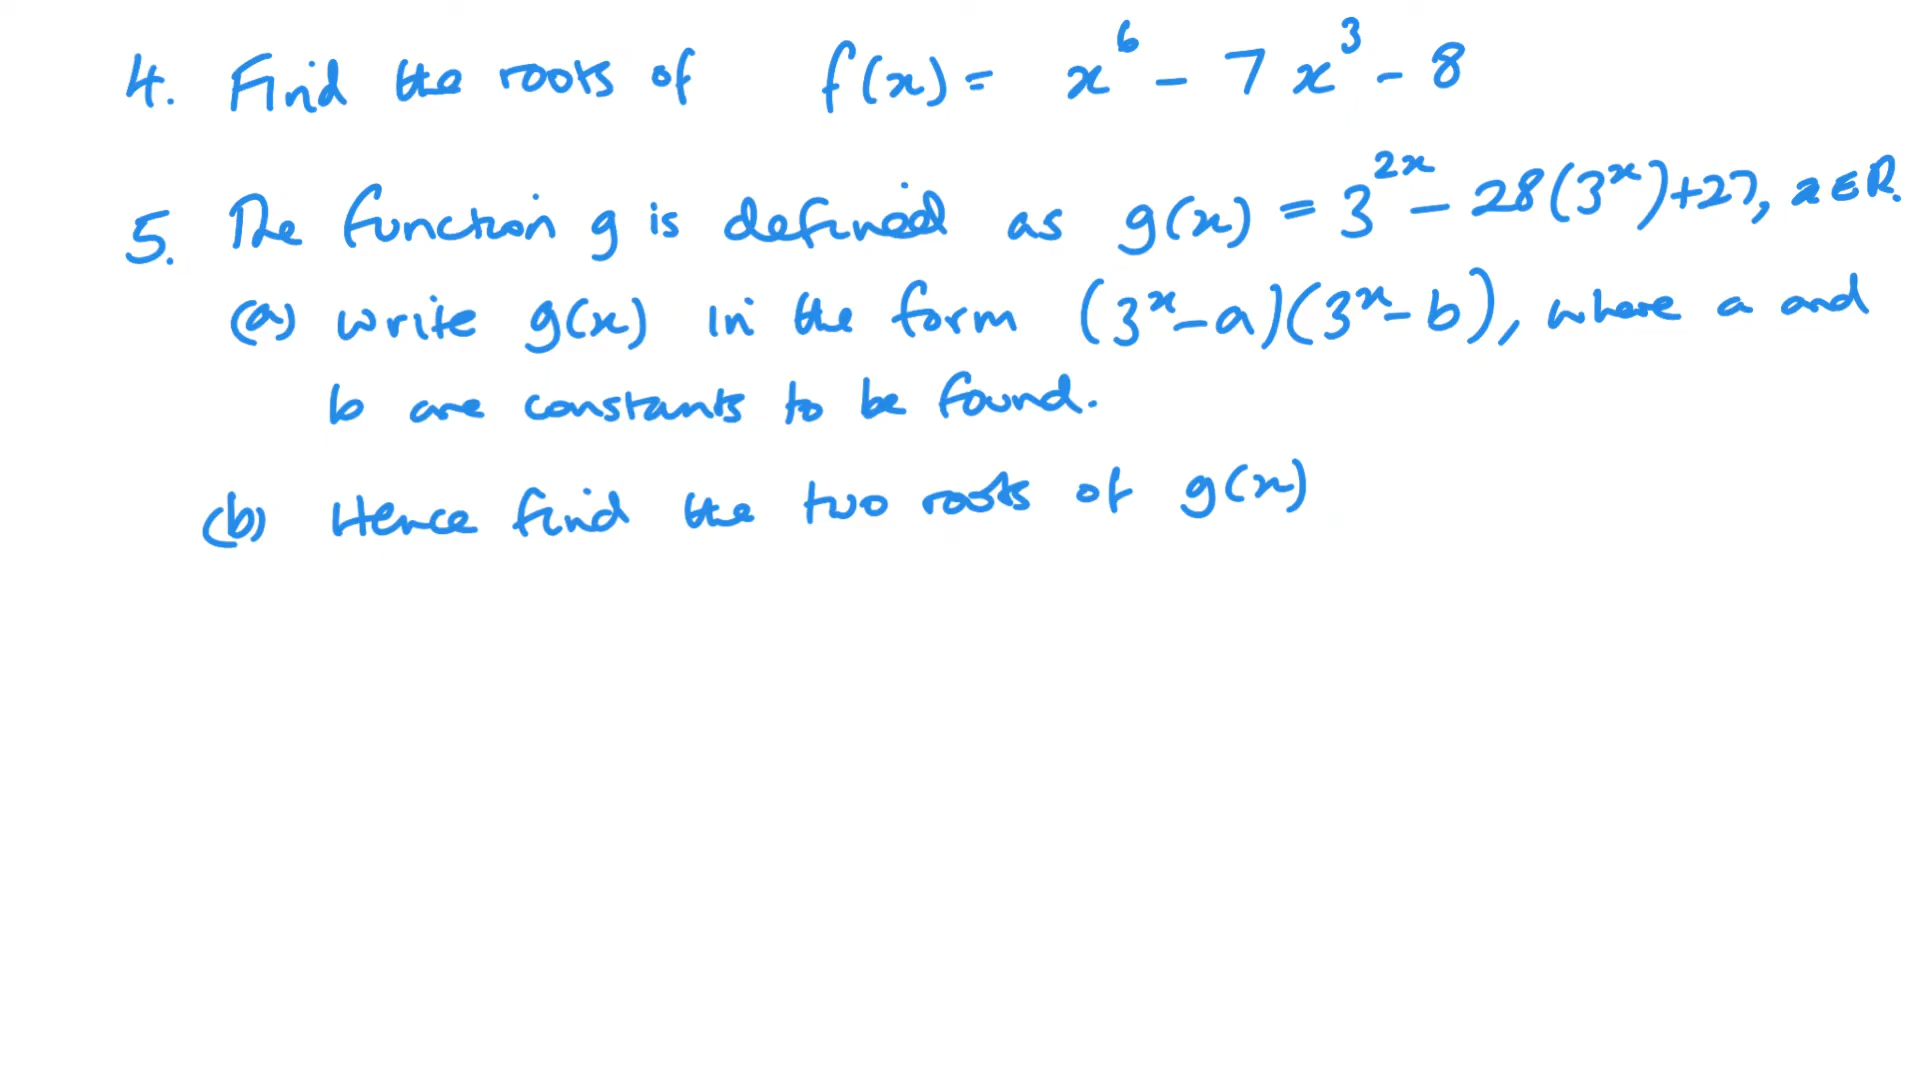 4. Find the roots of f(x) = x⁶ - 7x³ - 8
5. The function g is defined as g(x) = 3²ˣ - 28(3ˣ) + 27, x ∈ R.
(a) write g(x) in the form (3ˣ - a)(3ˣ - b), where a and
b are constants to be found.
(b) Hence find the two roots of g(x)